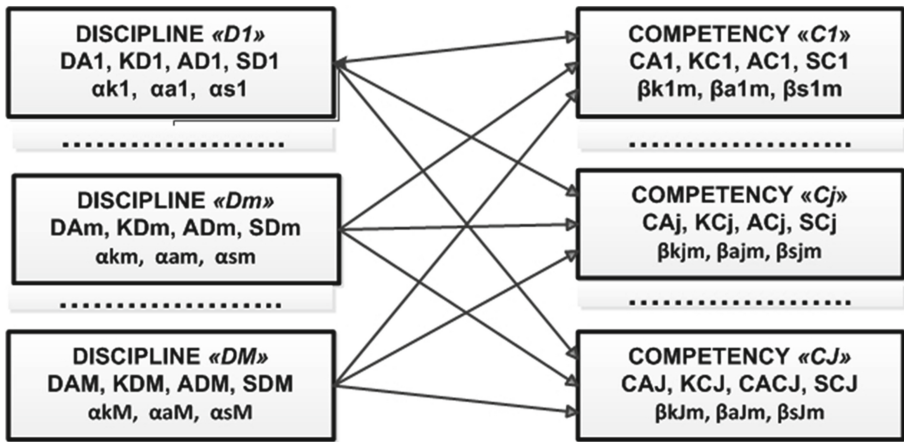 DISCIPLINE «D1»
DA1, KD1, AD1, SD1
αk1, αa1, αs1
.....................
DISCIPLINE «Dm»
DAm, KDm, ADm, SDm
αkm, αam, αsm
.....................
DISCIPLINE «DM»
DAM, KDM, ADM, SDM
αkM, αaM, αsM
COMPETENCY «C1»
CA1, KC1, AC1, SC1
βk1m, βa1m, βs1m
.....................
COMPETENCY «Cj»
CAj, KCj, ACj, SCj
βkjm, βajm, βsjm
.....................
COMPETENCY «CJ»
CAJ, KCJ, CACJ, SCJ
βkJm, βaJm, βsJm